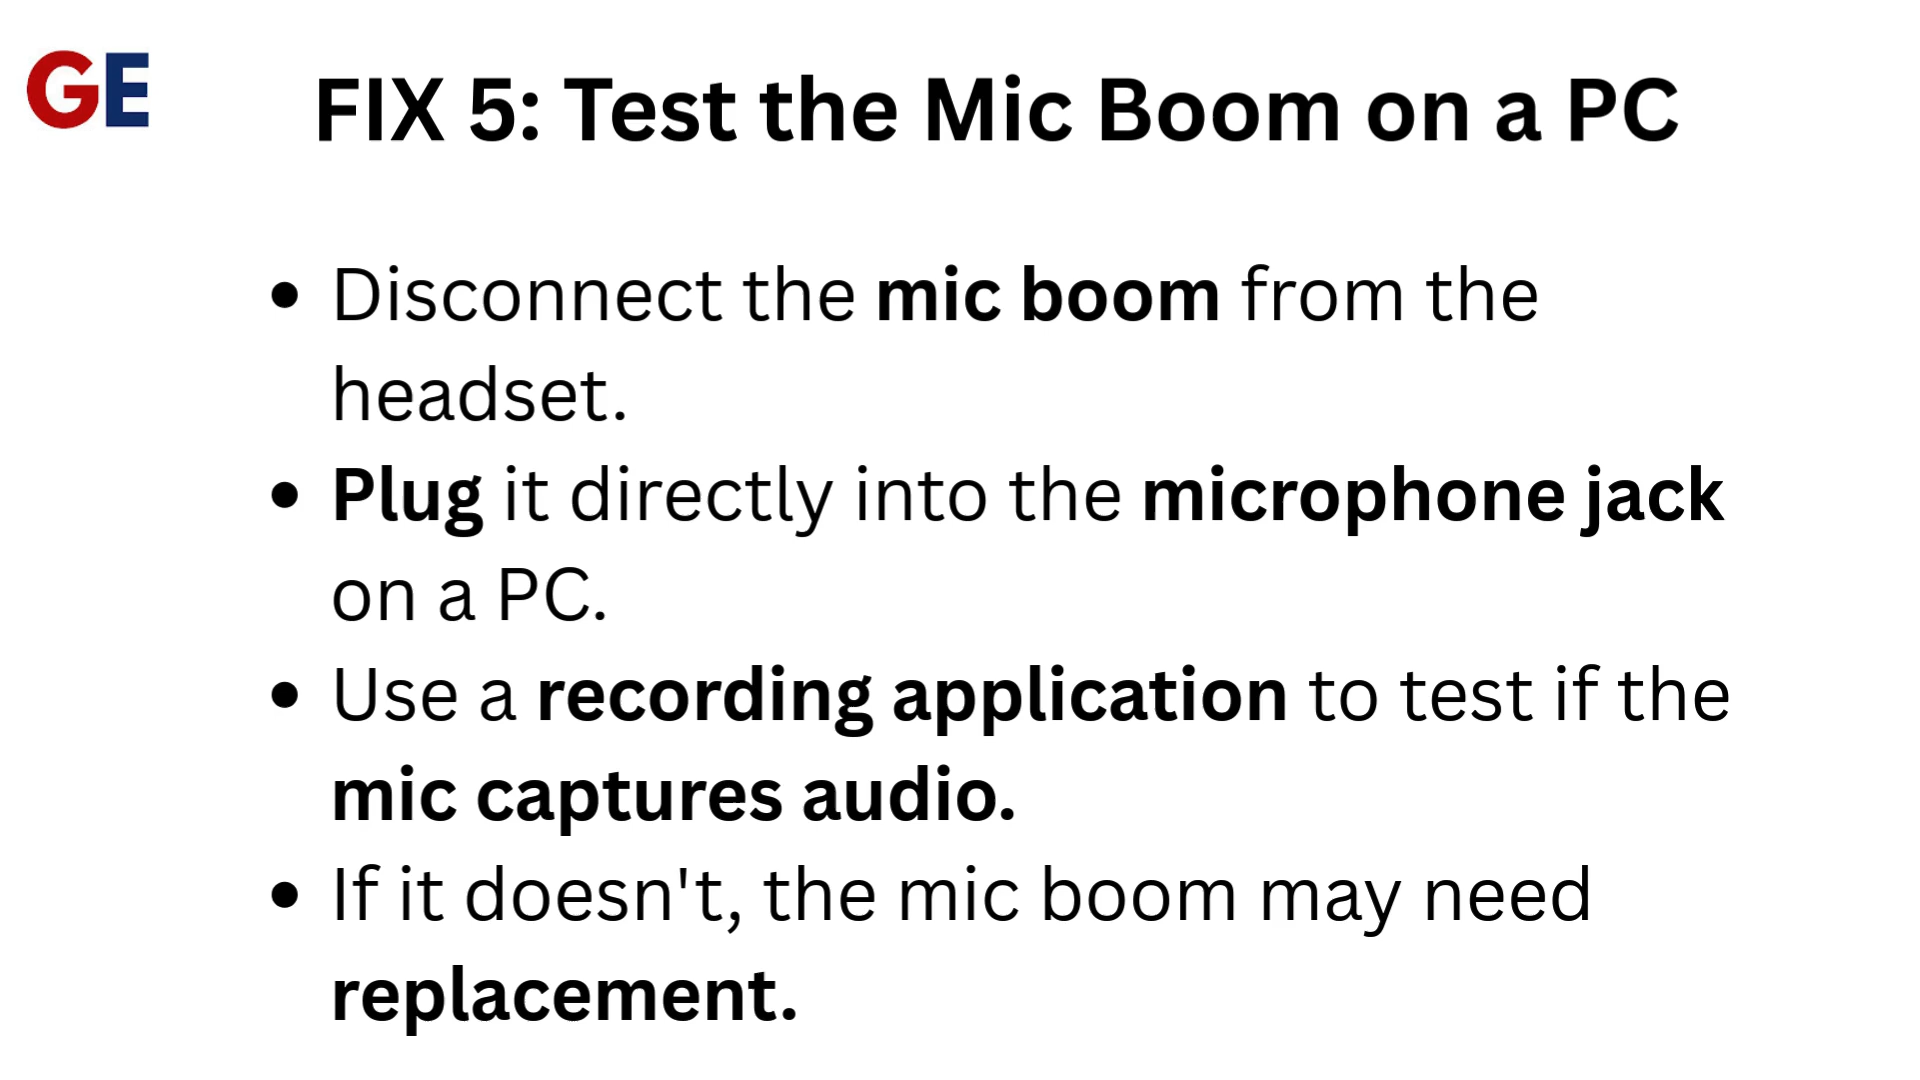 GE
FIX 5: Test the Mic Boom on a PC
• Disconnect the mic boom from the
headset.
• Plug it directly into the microphone jack
on a PC.
• Use a recording application to test if the
mic captures audio.
• If it doesn't, the mic boom may need
replacement.